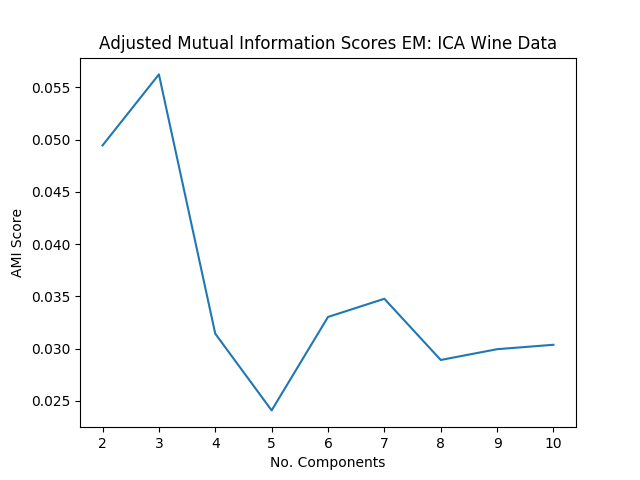 Adjusted Mutual Information Scores EM: ICA Wine Data
AMI Score
0.055
0.050
0.045
0.040
0.035
0.030
0.025
2 3 4 5 6 7 8 9 10
No. Components